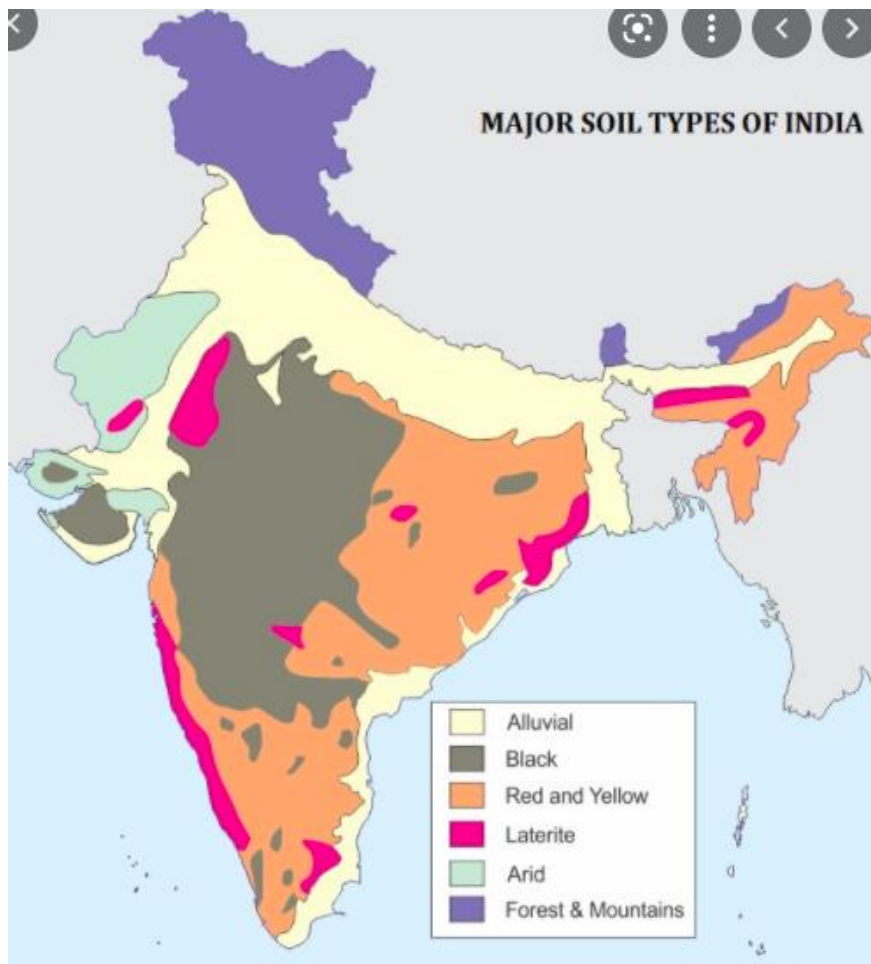 MAJOR SOIL TYPES OF INDIA
Alluvial
Black
Red and Yellow
Laterite
Arid
Forest & Mountains